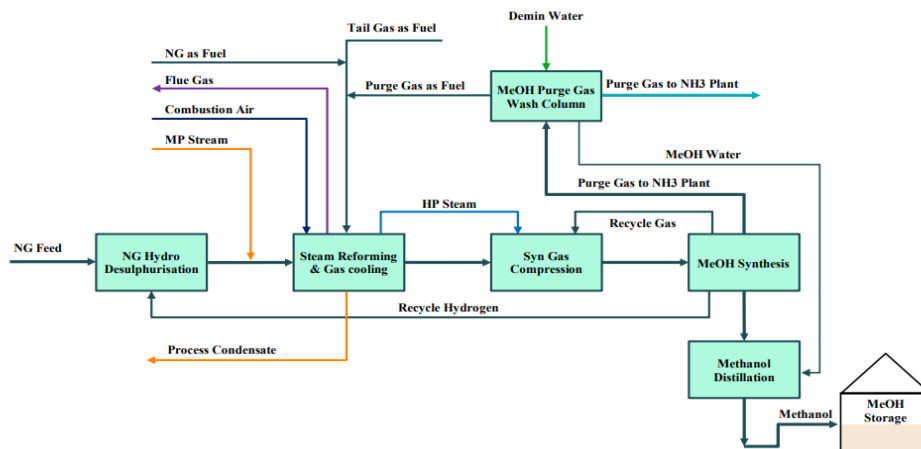 Demin Water
Tail Gas as Fuel
NG as Fuel
Flue Gas
Purge Gas as Fuel
MeOH Purge Gas
Wash Column
Purge Gas to NH3 Plant
Combustion Air
MP Stream
MeOH Water
Purge Gas to NH3 Plant
HP Steam
Recycle Gas
NG Feed
NG Hydro
Desulphurisation
Steam Reforming
& Gas cooling
Syn Gas
Compression
MeOH Synthesis
Recycle Hydrogen
Process Condensate
Methanol
Distillation
Methanol
MeOH
Storage